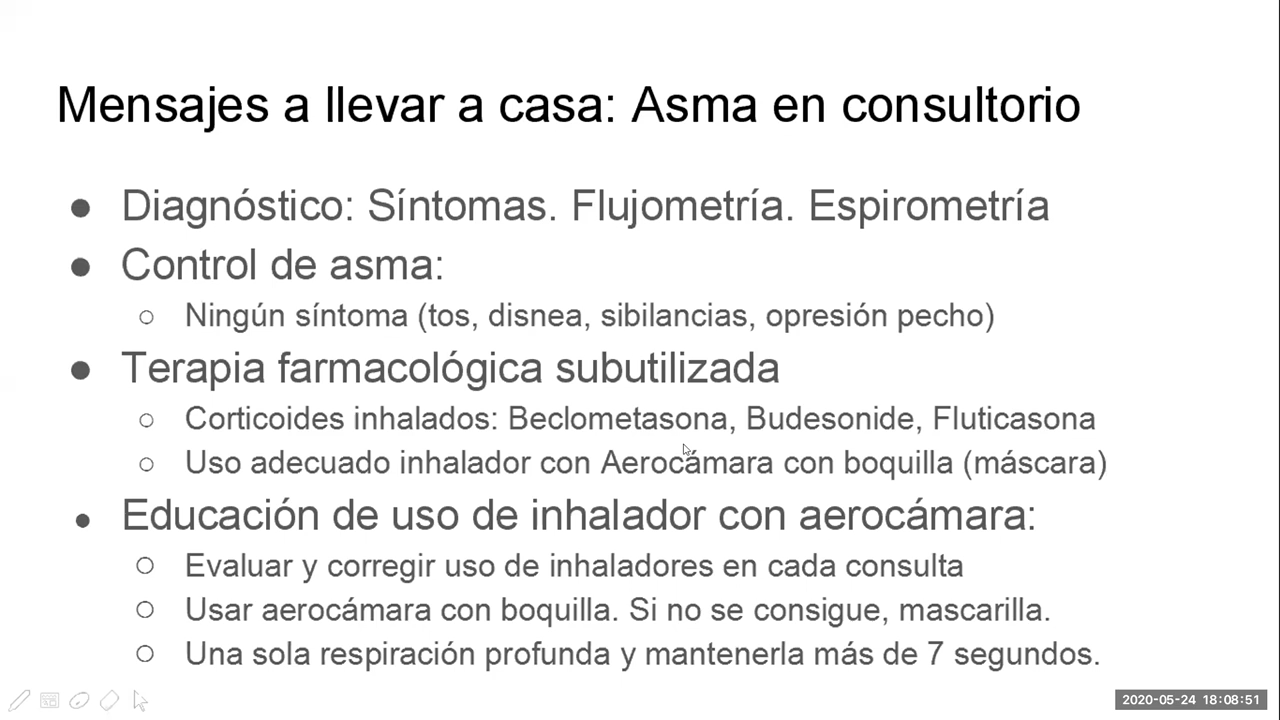 Mensajes a llevar a casa: Asma en consultorio
● Diagnóstico: Síntomas. Flujometría. Espirometría
● Control de asma:
○ Ningún síntoma (tos, disnea, sibilancias, opresión pecho)
● Terapia farmacológica subutilizada
○ Corticoides inhalados: Beclometasona, Budesonide, Fluticasona
○ Uso adecuado inhalador con Aerocámara con boquilla (máscara)
● Educación de uso de inhalador con aerocámara:
○ Evaluar y corregir uso de inhaladores en cada consulta
○ Usar aerocámara con boquilla. Si no se consigue, mascarilla.
○ Una sola respiración profunda y mantenerla más de 7 segundos.
2020-05-24 18:08:51